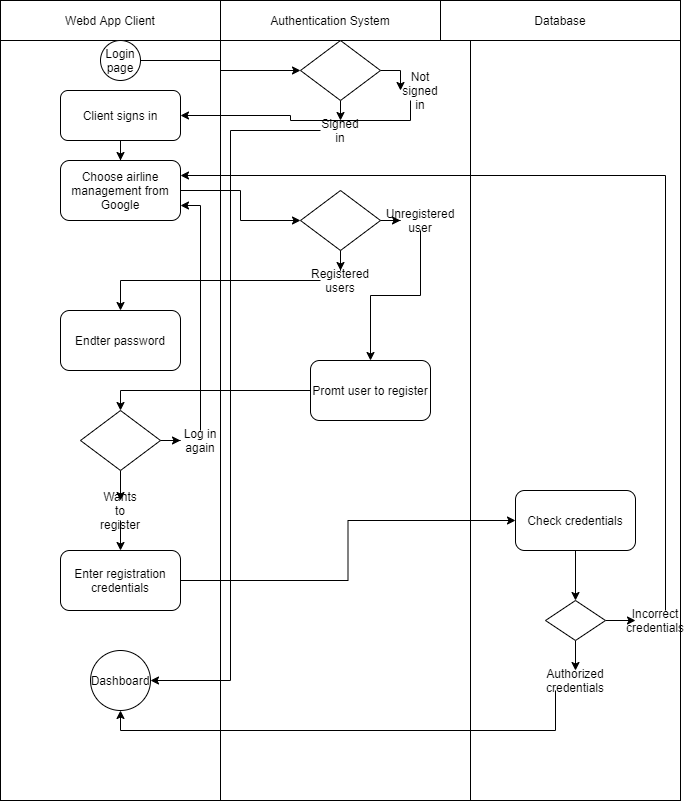 Webd App Client
Authentication System
Database
Login
page
Not
signed
in
Client signs in
Signed
in
Choose airline
management from
Google
Unregistered
user
Registered
users
Endter password
Promt user to register
Log in
again
Wants
to
register
Check credentials
Enter registration
credentials
Incorrect
credentials
Authorized
credentials
Dashboard